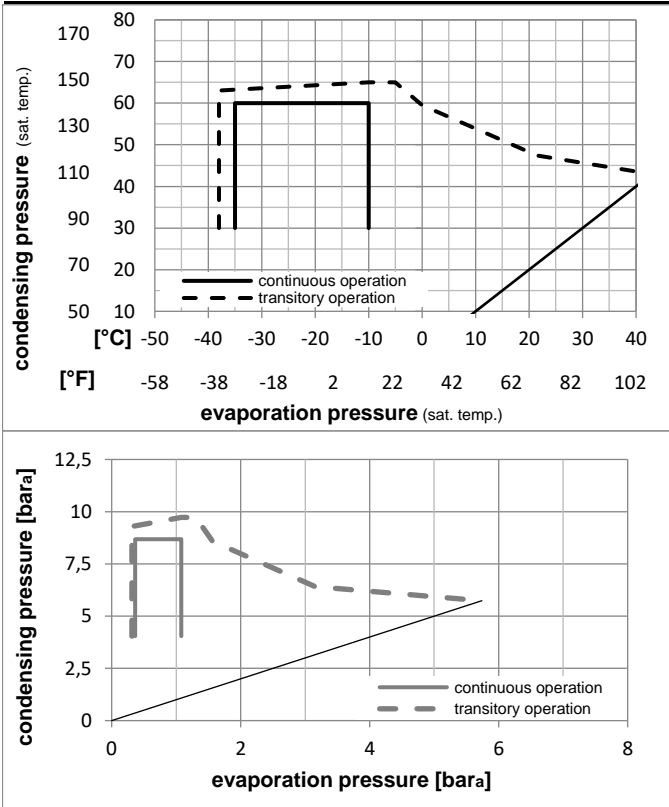 condensing pressure (sat. temp.)
170 80
150 70
130 60
50
110 40
90 30
70 20
50 10
continuous operation
transitory operation
[°C] -50 -40 -30 -20 -10 0 10 20 30 40
[°F] -58 -38 -18 2 22 42 62 82 102
evaporation pressure (sat. temp.)
condensing pressure [bara]
12,5
10
7,5
5
2,5
0
continuous operation
transitory operation
0 2 4 6 8
evaporation pressure [bara]